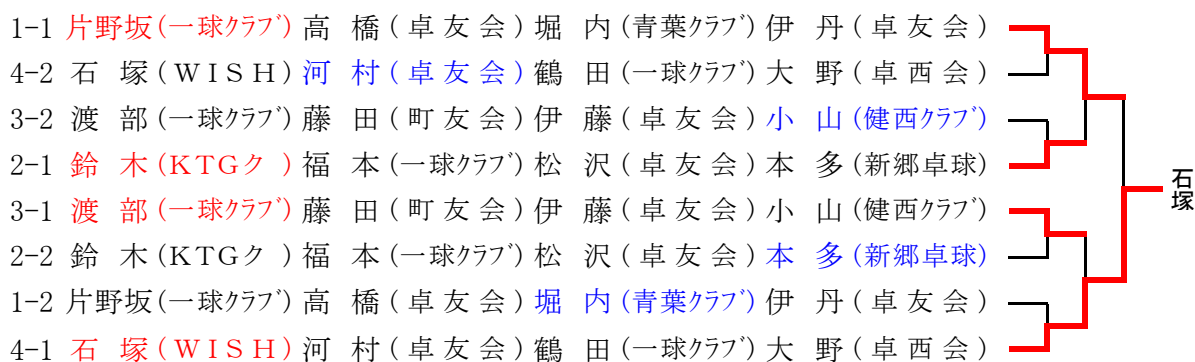 1-1 片野坂(一球ｸﾗﾌﾞ) 高 橋(卓友会) 堀 内(青葉ｸﾗﾌﾞ) 伊 丹(卓友会)
4-2 石 塚(ＷＩＳＨ) 河 村(卓友会) 鶴 田(一球ｸﾗﾌﾞ) 大 野(卓西会)
3-2 渡 部(一球ｸﾗﾌﾞ) 藤 田(町友会) 伊 藤(卓友会) 小 山(健西ｸﾗﾌﾞ)
2-1 鈴 木(KTGク ) 福 本(一球ｸﾗﾌﾞ) 松 沢(卓友会) 本 多(新郷卓球)
3-1 渡 部(一球ｸﾗﾌﾞ) 藤 田(町友会) 伊 藤(卓友会) 小 山(健西ｸﾗﾌﾞ)
2-2 鈴 木(KTGク ) 福 本(一球ｸﾗﾌﾞ) 松 沢(卓友会) 本 多(新郷卓球)
1-2 片野坂(一球ｸﾗﾌﾞ) 高 橋(卓友会) 堀 内(青葉ｸﾗﾌﾞ) 伊 丹(卓友会)
4-1 石 塚(ＷＩＳＨ) 河 村(卓友会) 鶴 田(一球ｸﾗﾌﾞ) 大 野(卓西会)
石塚